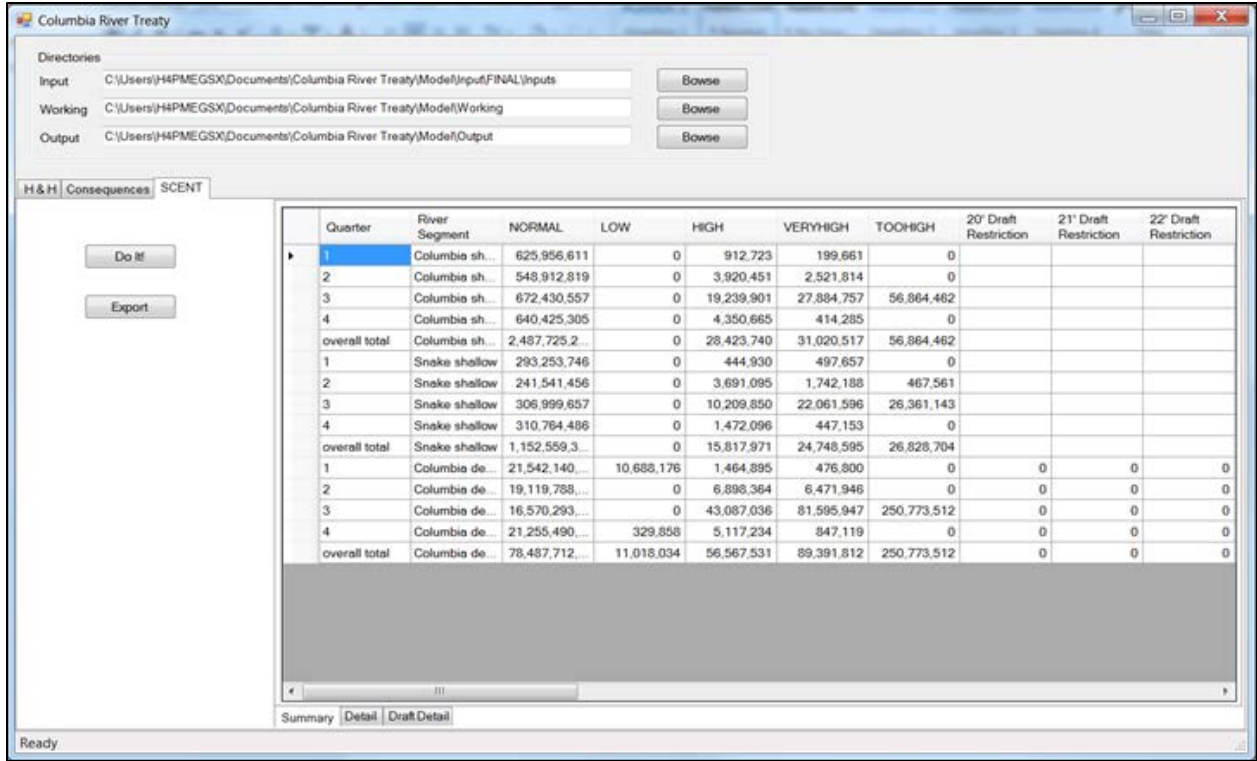 Columbia River Treaty
Directories
Input C:\Users\H4PMEGSX\Documents\Columbia River Treaty\Model\Input\FINAL\Inputs Bowse
Working C:\Users\H4PMEGSX\Documents\Columbia River Treaty\Model\Working Bowse
Output C:\Users\H4PMEGSX\Documents\Columbia River Treaty\Model\Output Bowse
H & H Consequences SCENT
Do It!
Export
Quarter River Segment NORMAL LOW HIGH VERYHIGH TOOHIGH 20' Draft Restriction 21' Draft Restriction 22' Draft Restriction
1 Columbia sh... 625,956,611 0 912,723 199,661 0
2 Columbia sh... 548,912,819 0 3,920,451 2,521,814 0
3 Columbia sh... 672,430,557 0 19,239,901 27,884,757 56,864,462
4 Columbia sh... 640,425,305 0 4,350,665 414,285 0
overall total Columbia sh... 2,487,725,2... 0 28,423,740 31,020,517 56,864,462
1 Snake shallow 293,253,746 0 444,930 497,657 0
2 Snake shallow 241,541,456 0 3,691,095 1,742,188 467,561
3 Snake shallow 306,999,657 0 10,209,850 22,061,596 26,361,143
4 Snake shallow 310,764,486 0 1,472,096 447,153 0
overall total Snake shallow 1,152,559,3... 0 15,817,971 24,748,595 26,828,704
1 Columbia de... 21,542,140,... 10,688,176 1,464,895 476,800 0 0 0 0
2 Columbia de... 19,119,788,... 0 6,898,364 6,471,946 0 0 0 0
3 Columbia de... 16,570,293,... 0 43,087,036 81,595,947 250,773,512 0 0 0
4 Columbia de... 21,255,490,... 329,858 5,117,234 847,119 0 0 0 0
overall total Columbia de... 78,487,712,... 11,018,034 56,567,531 89,391,812 250,773,512 0 0 0
Summary Detail Draft Detail
Ready